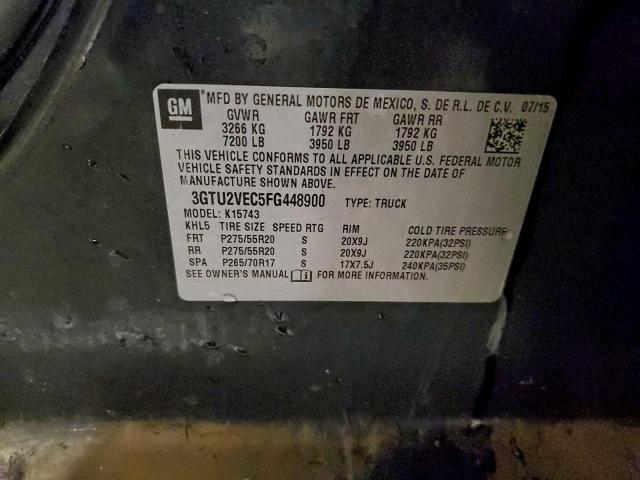 GM
*MFD BY GENERAL MOTORS DE MEXICO, S. DE R.L. DE C.V. 07/15
GVWR GAWR FRT GAWR RR
3266 KG 1792 KG 1792 KG
7200 LB 3950 LB 3950 LB
THIS VEHICLE CONFORMS TO ALL APPLICABLE U.S. FEDERAL MOTOR
VEHICLE SAFETY STANDARDS IN EFFECT ON THE DATE OF
MANUFACTURE SHOWN ABOVE.
3GTU2VEC5FG448900 TYPE: TRUCK
MODEL: K15743
KHL5 TIRE SIZE SPEED RTG RIM COLD TIRE PRESSURE
FRT P275/55R20 S 20X9J 220KPA(32PSI)
RR P275/55R20 S 20X9J 220KPA(32PSI)
SPA P265/70R17 S 17X7.5J 240KPA(35PSI)
SEE OWNER'S MANUAL FOR MORE INFORMATION.